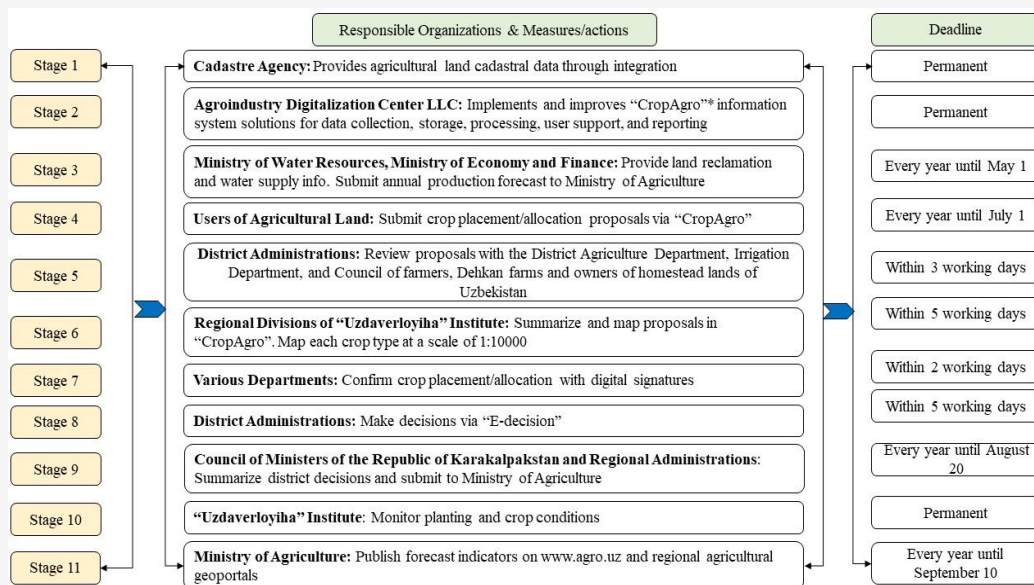 Responsible Organizations & Measures/actions
Deadline
Stage 1
Cadastre Agency: Provides agricultural land cadastral data through integration
Permanent
Stage 2
Agroindustry Digitalization Center LLC: Implements and improves “CropAgro”* information
system solutions for data collection, storage, processing, user support, and reporting
Permanent
Stage 3
Ministry of Water Resources, Ministry of Economy and Finance: Provide land reclamation
and water supply info. Submit annual production forecast to Ministry of Agriculture
Every year until May 1
Stage 4
Users of Agricultural Land: Submit crop placement/allocation proposals via “CropAgro”
Every year until July 1
Stage 5
District Administrations: Review proposals with the District Agriculture Department, Irrigation
Department, and Council of farmers, Dehkan farms and owners of homestead lands of
Uzbekistan
Within 3 working days
Stage 6
Regional Divisions of “Uzdaverloyiha” Institute: Summarize and map proposals in
“CropAgro”. Map each crop type at a scale of 1:10000
Within 5 working days
Stage 7
Various Departments: Confirm crop placement/allocation with digital signatures
Within 2 working days
Stage 8
District Administrations: Make decisions via “E-decision”
Within 5 working days
Stage 9
Council of Ministers of the Republic of Karakalpakstan and Regional Administrations:
Summarize district decisions and submit to Ministry of Agriculture
Every year until August
20
Stage 10
“Uzdaverloyiha” Institute: Monitor planting and crop conditions
Permanent
Stage 11
Ministry of Agriculture: Publish forecast indicators on www.agro.uz and regional agricultural
geoportals
Every year until
September 10